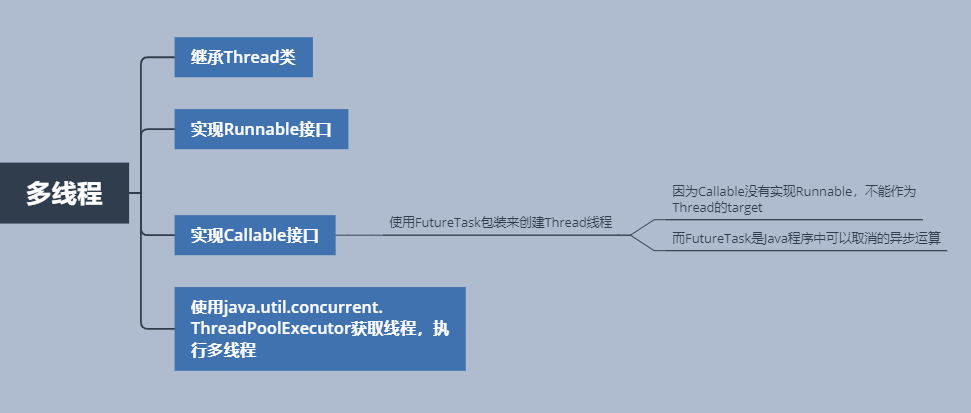 多线程
继承Thread类
实现Runnable接口
实现Callable接口
使用FutureTask包装来创建Thread线程
因为Callable没有实现Runnable，不能作为
Thread的target
而FutureTask是Java程序中可以取消的异步运算
使用java.util.concurrent.
ThreadPoolExecutor获取线程，执
行多线程